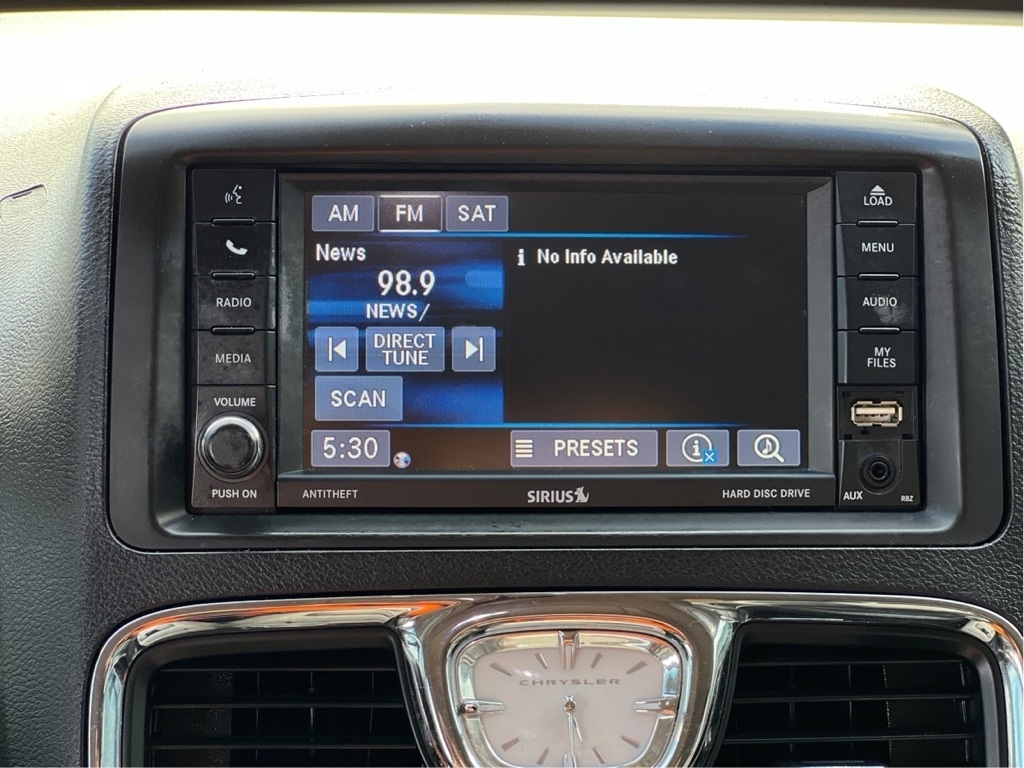 AM FM SAT
LOAD
News
98.9
NEWS/
No Info Available
MENU
RADIO
AUDIO
DIRECT
TUNE
MEDIA
MY
FILES
SCAN
VOLUME
5:30
PRESETS
PUSH ON
ANTITHEFT
SIRIUS
HARD DISC DRIVE
AUX
RBZ
CHRYSLER